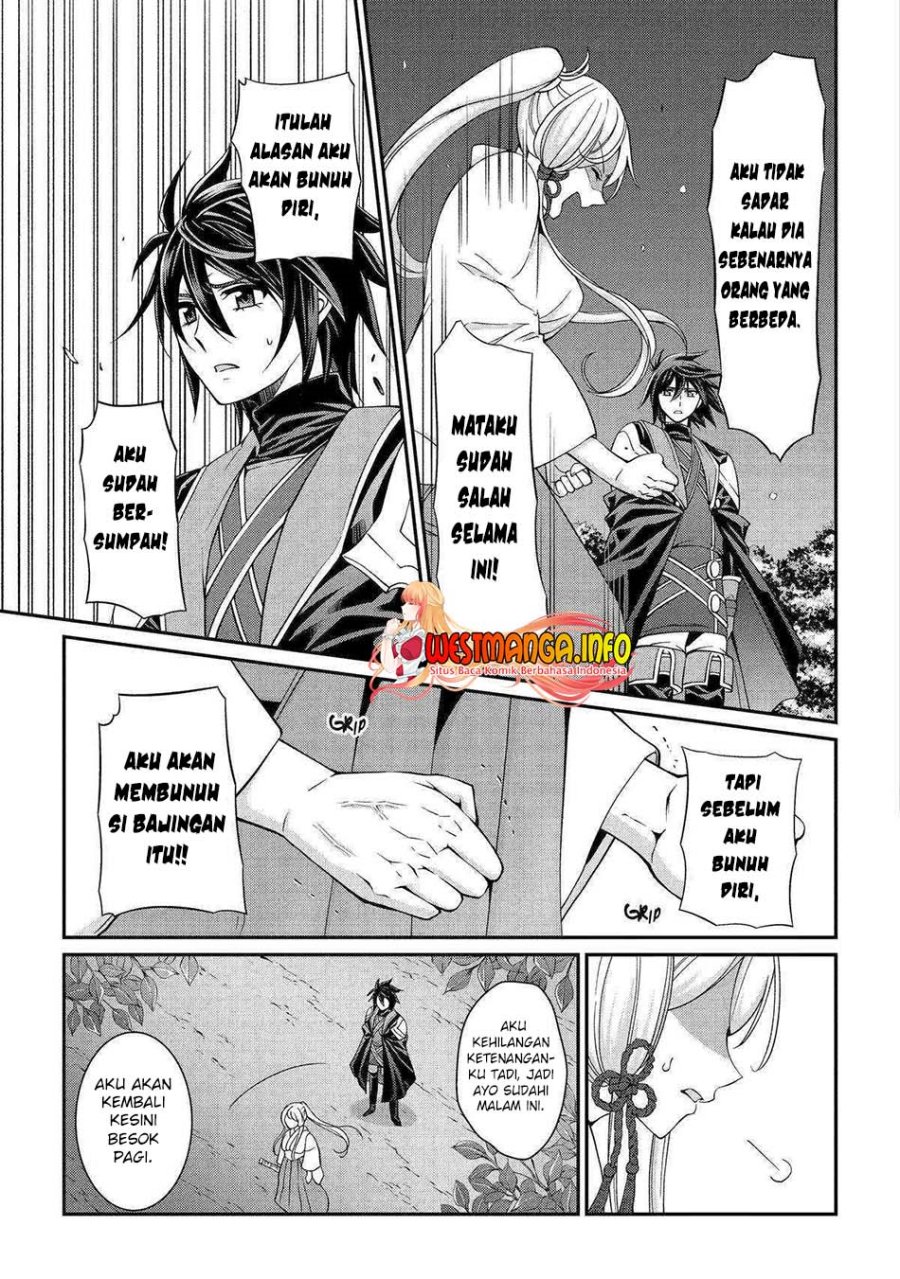 AKU TIDAK
SADAR
KALAU DIA
SEBENARNYA
ORANG YANG
BERBEDA.
MATAKU
SUDAH
SALAH
SELAMA
INI!
ITULAH
ALASAN AKU
AKAN BUNUH
DIRI,
AKU
SUDAH
BER-
SUMPAH!
WESTMANGA.INFO
Situs Baca Komik Berbahasa Indonesia
TAPI
SEBELUM
AKU
BUNUH
DIRI,
GRIP
GRIP
AKU AKAN
MEMBUNUH
SI BAJINGAN
ITU!!
AKU
KEHILANGAN
KETENANGAN-
KU TADI, JADI
AYO SUDAHI
MALAM INI.
AKU AKAN
KEMBALI
KESINI
BESOK
PAGI.